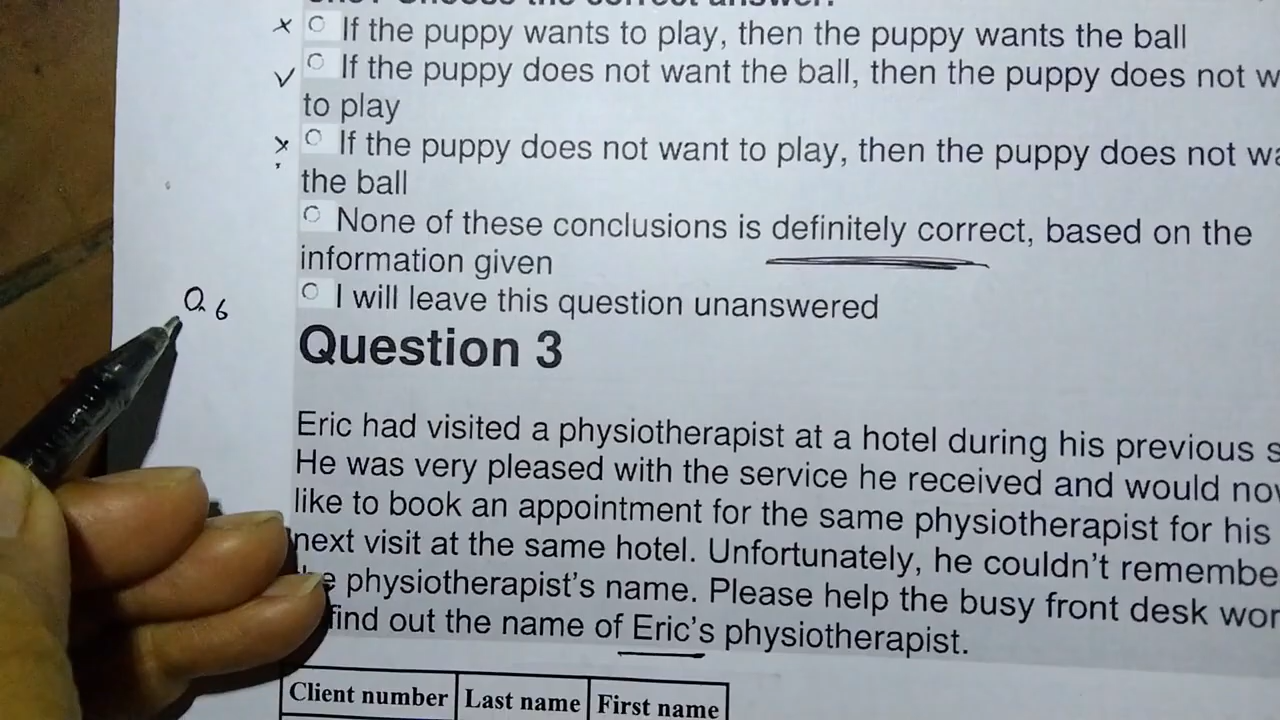 If the puppy wants to play, then the puppy wants the ball
If the puppy does not want the ball, then the puppy does not w
to play
If the puppy does not want to play, then the puppy does not wa
the ball
None of these conclusions is definitely correct, based on the
information given
I will leave this question unanswered
Q. 6
Question 3
Eric had visited a physiotherapist at a hotel during his previous s
He was very pleased with the service he received and would now
like to book an appointment for the same physiotherapist for his
next visit at the same hotel. Unfortunately, he couldn't remembe
he physiotherapist's name. Please help the busy front desk wor
find out the name of Eric's physiotherapist.
Client number Last name First name